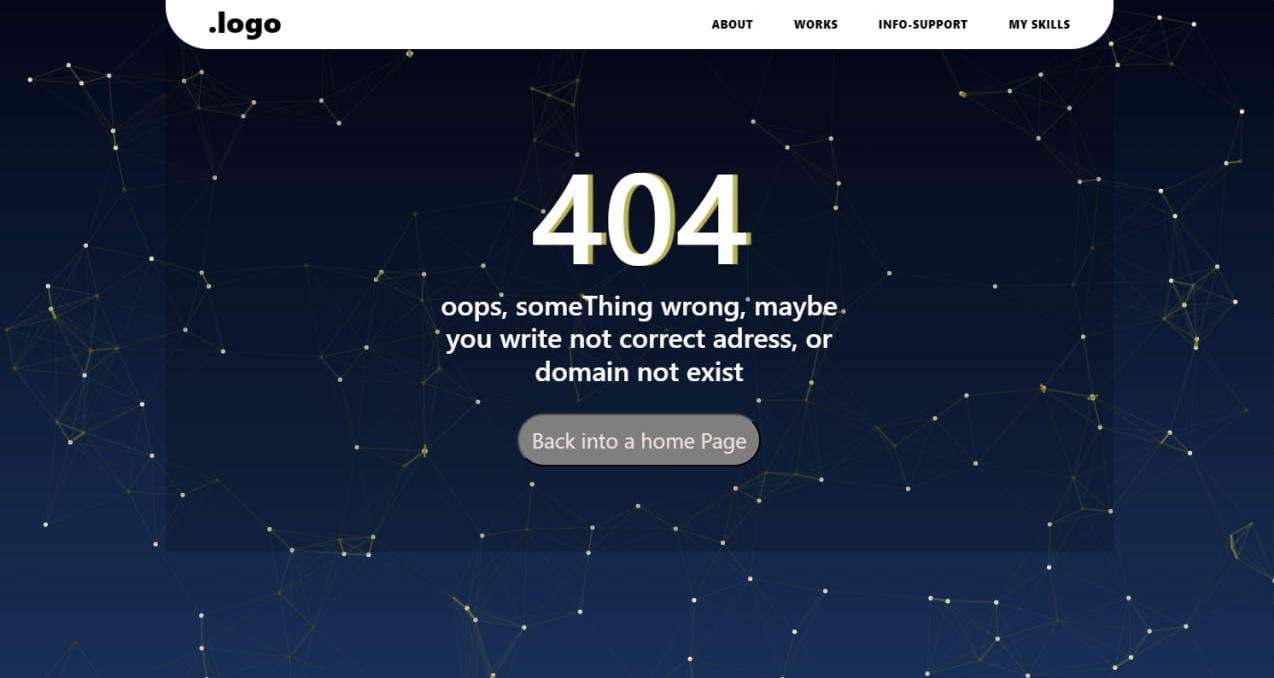 .logo
ABOUT WORKS INFO-SUPPORT MY SKILLS
404
oops, someThing wrong, maybe
you write not correct adress, or
domain not exist
Back into a home Page